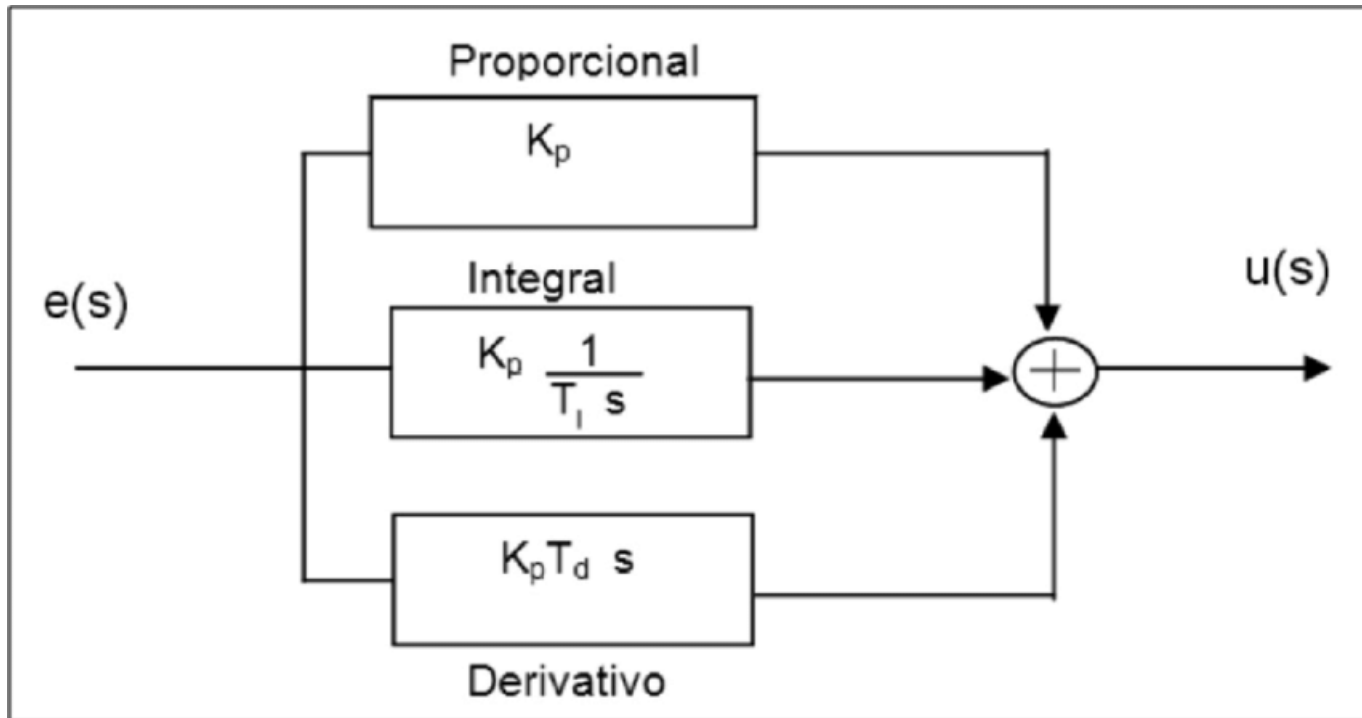 Proporcional
Kp
Integral
e(s)
u(s)
Kp 1
TI s
+
KpTd s
Derivativo